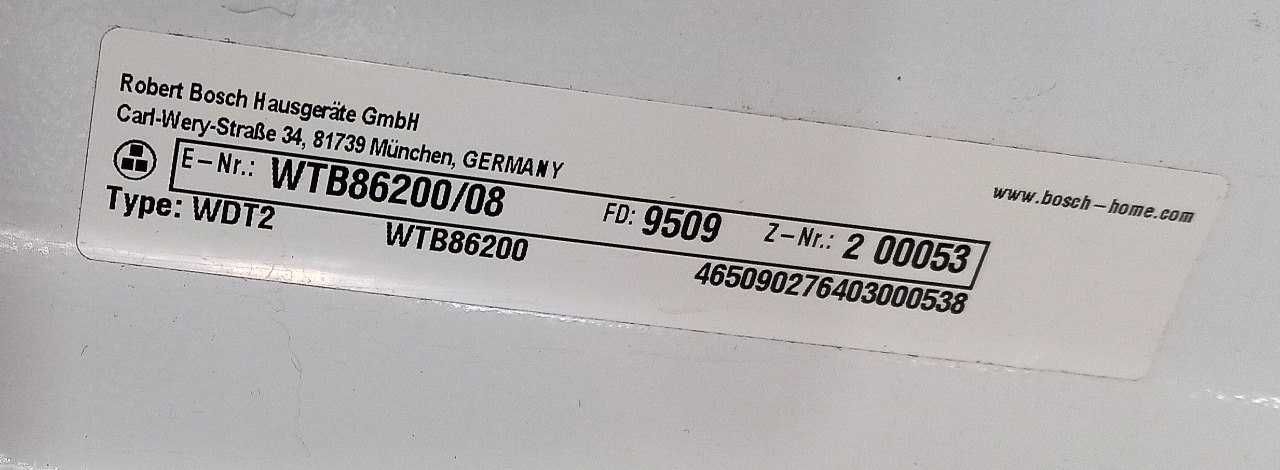 Robert Bosch Hausgeräte GmbH
Carl-Wery-Straße 34, 81739 München, GERMANY
www.bosch-home.com
E-Nr.: WTB86200/08 FD: 9509 Z-Nr.: 2 00053
Type: WDT2 WTB86200 465090276403000538